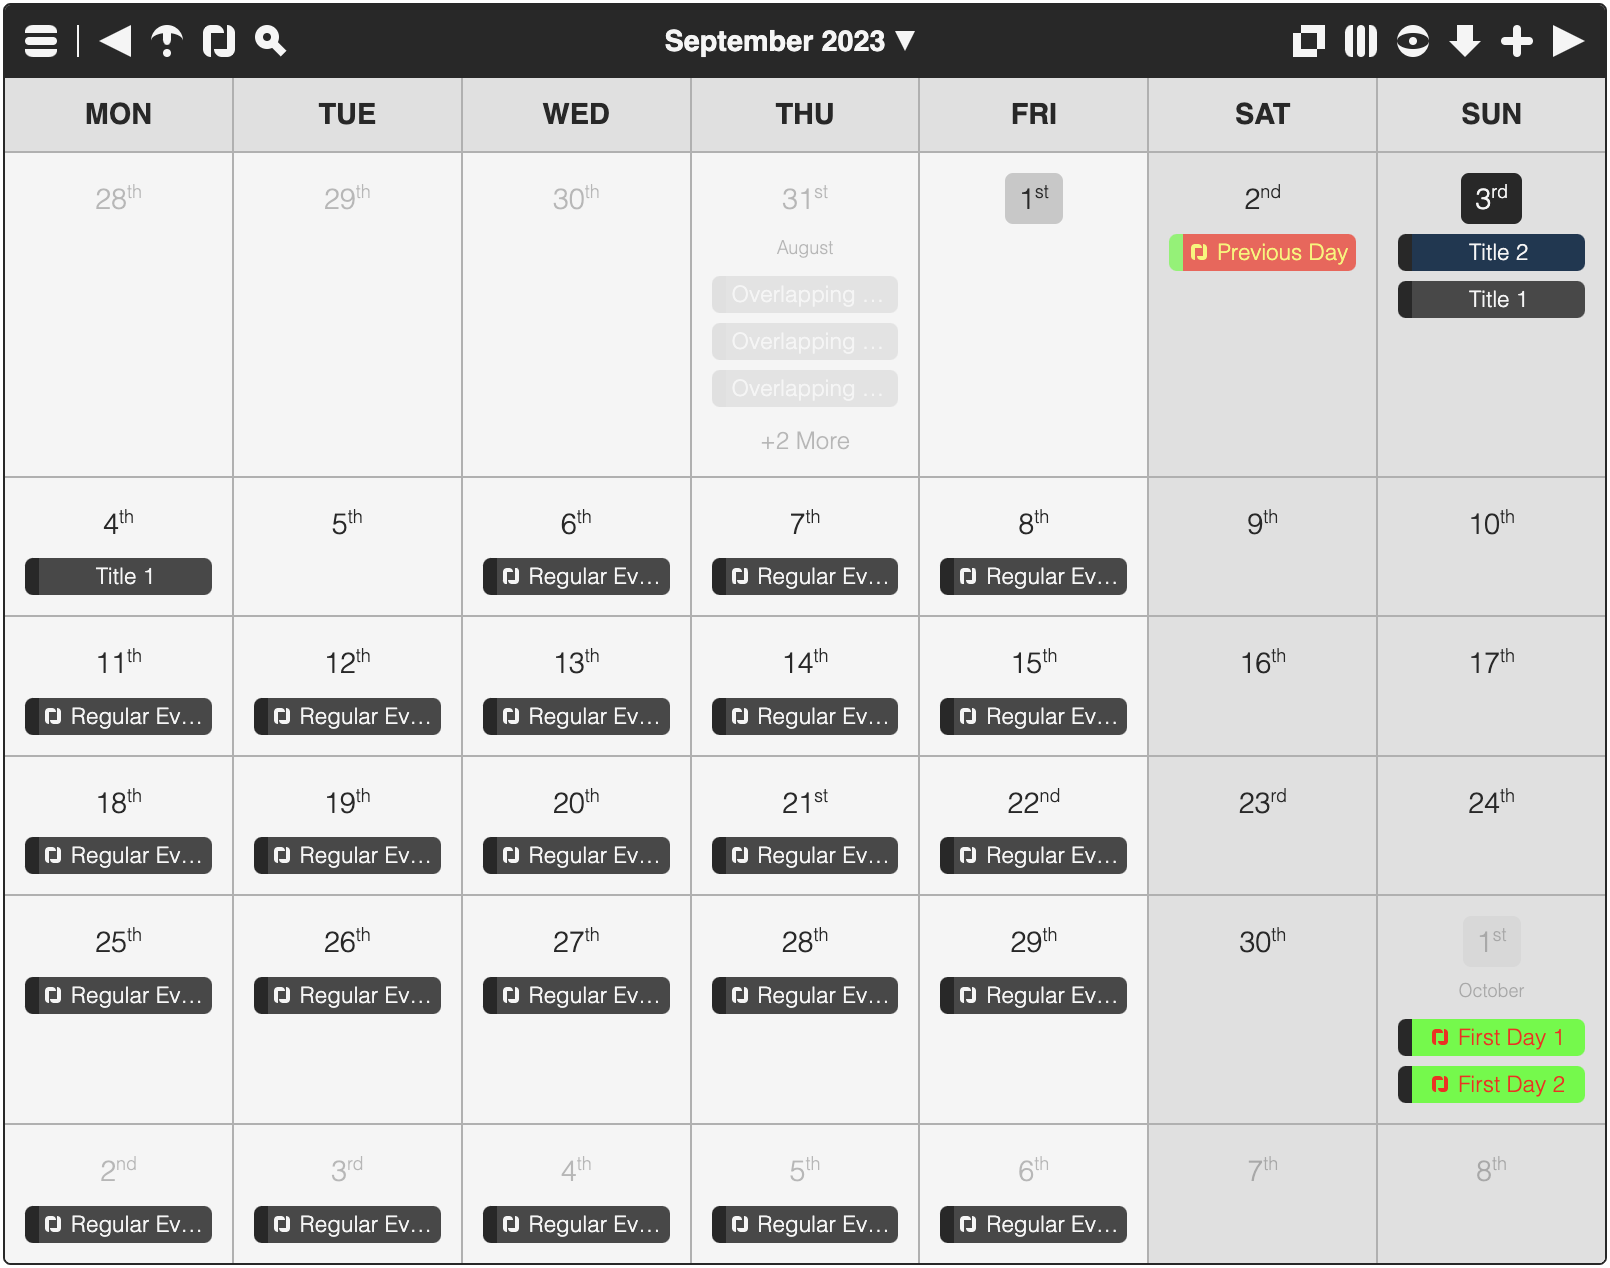 September 2023 ▼
MON TUE WED THU FRI SAT SUN
28th 29th 30th 31st 1st 2nd 3rd
August
Previous Day
Title 2
Overlapping ...
Title 1
Overlapping ...
Overlapping ...
+2 More
4th 5th 6th 7th 8th 9th 10th
Title 1 Regular Ev... Regular Ev... Regular Ev...
11th 12th 13th 14th 15th 16th 17th
Regular Ev... Regular Ev... Regular Ev... Regular Ev... Regular Ev...
18th 19th 20th 21st 22nd 23rd 24th
Regular Ev... Regular Ev... Regular Ev... Regular Ev... Regular Ev...
25th 26th 27th 28th 29th 30th 1st
October
Regular Ev... Regular Ev... Regular Ev... Regular Ev... Regular Ev...
First Day 1
First Day 2
2nd 3rd 4th 5th 6th 7th 8th
Regular Ev... Regular Ev... Regular Ev... Regular Ev... Regular Ev...